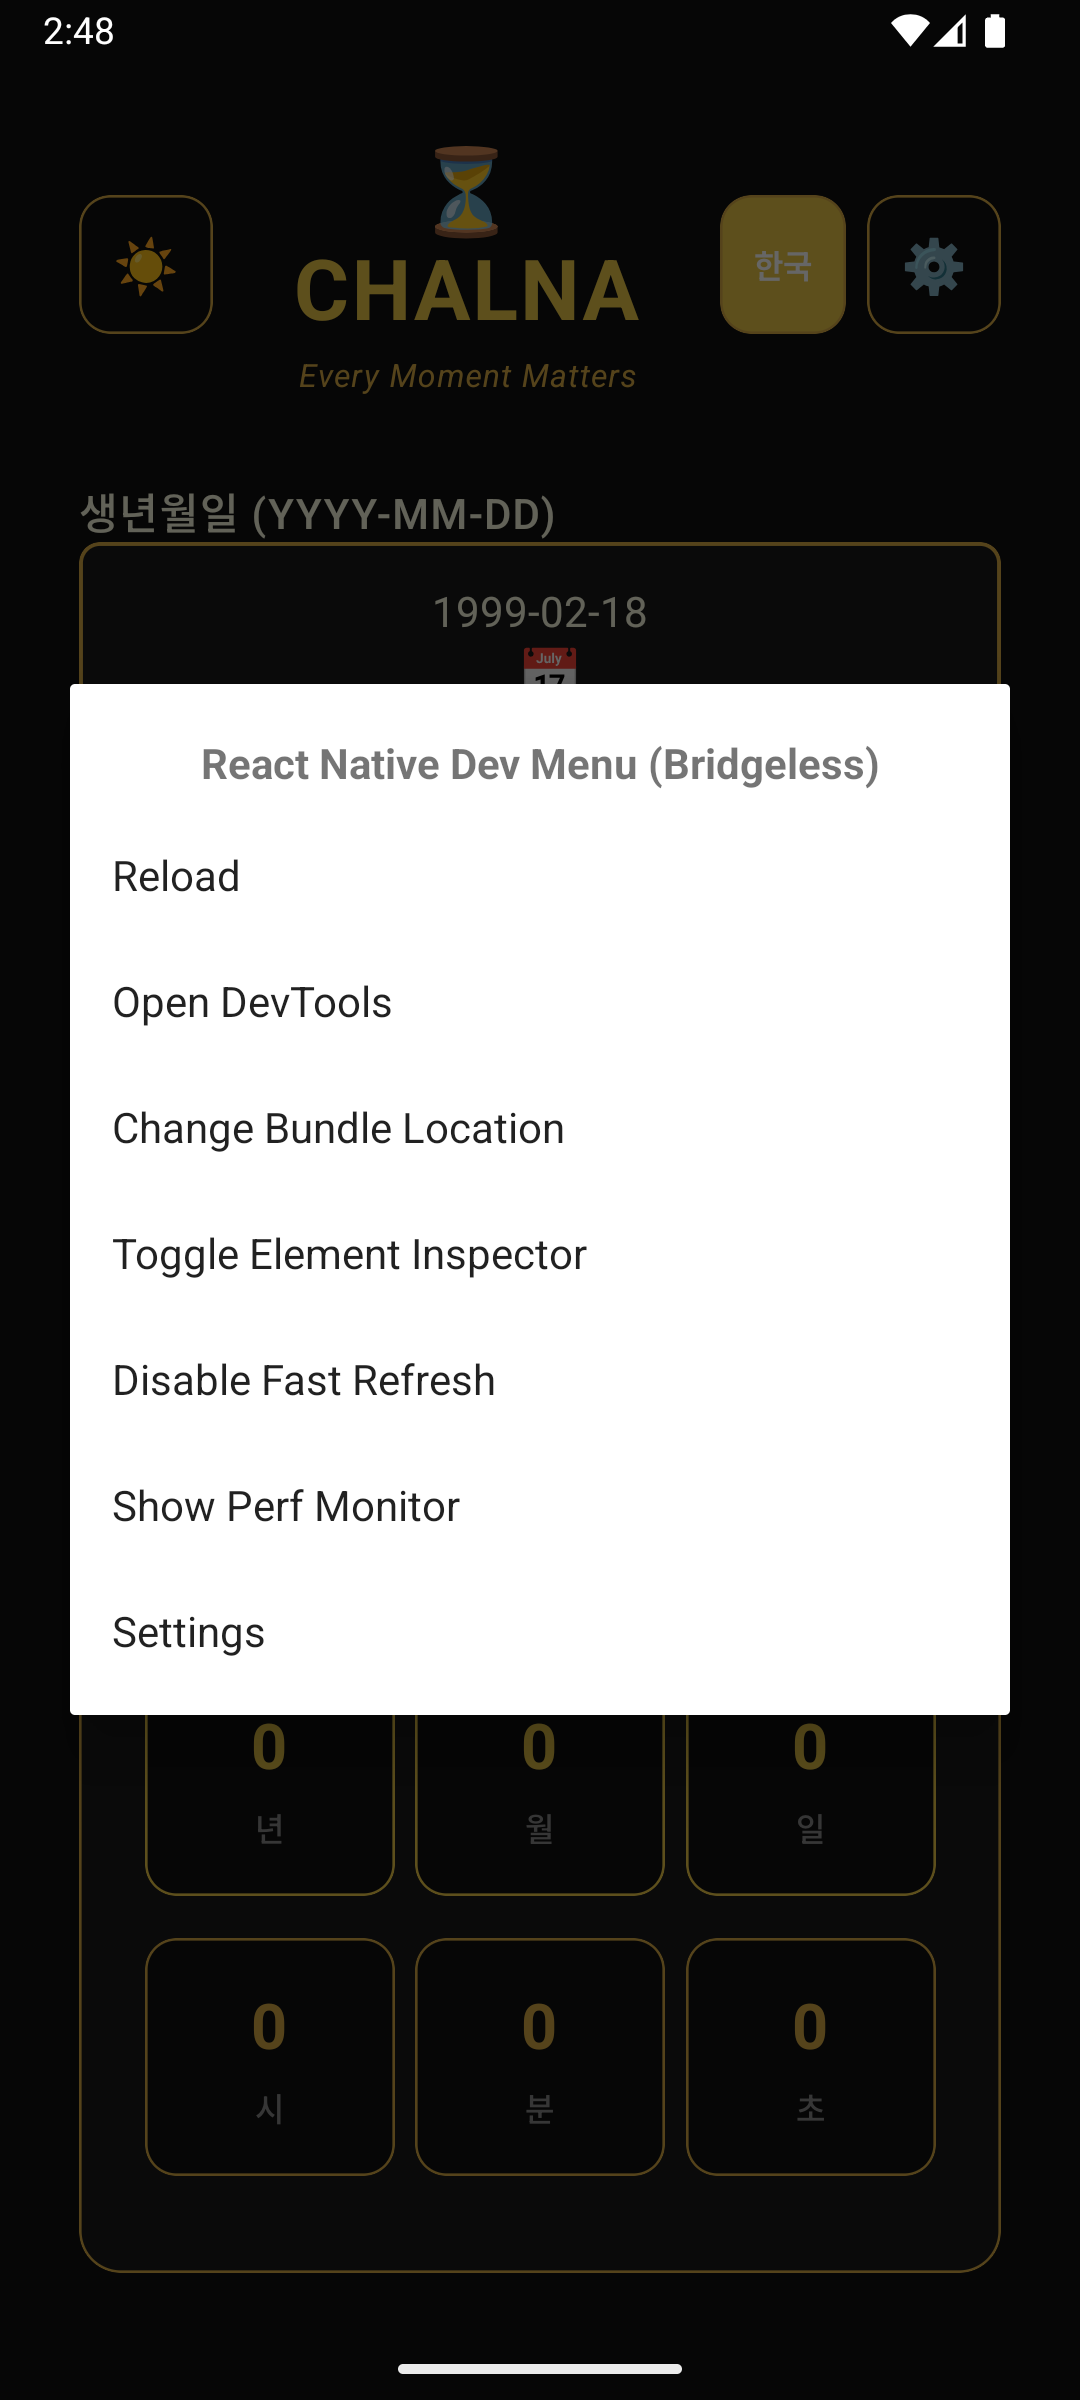 2:48
CHALNA
한국
Every Moment Matters
생년월일 (YYYY-MM-DD)
1999-02-18
July
17
React Native Dev Menu (Bridgeless)
Reload
Open DevTools
Change Bundle Location
Toggle Element Inspector
Disable Fast Refresh
Show Perf Monitor
Settings
0 0 0
년 월 일
0 0 0
시 분 초